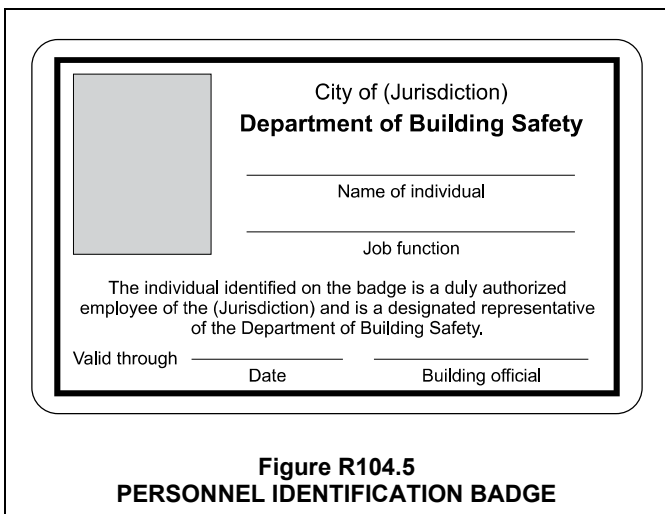 City of (Jurisdiction)
Department of Building Safety
Name of individual
Job function
The individual identified on the badge is a duly authorized
employee of the (Jurisdiction) and is a designated representative
of the Department of Building Safety.
Valid through
Date
Building official
Figure R104.5
PERSONNEL IDENTIFICATION BADGE